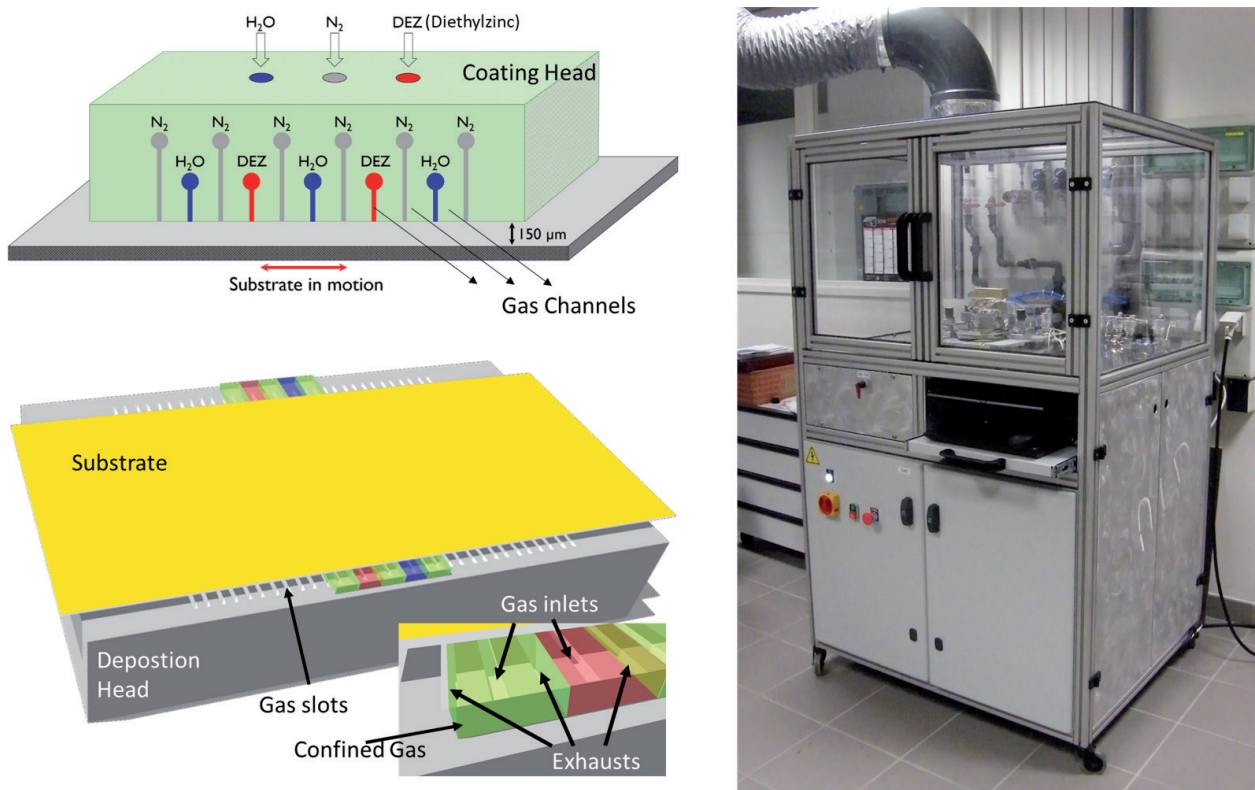 H₂O
N₂
DEZ (Diethylzinc)
Coating Head
N₂ N₂ N₂ N₂ N₂ N₂
H₂O DEZ H₂O DEZ H₂O
150 μm
Substrate in motion
Gas Channels
Substrate
Gas inlets
Depostion
Head
Gas slots
Confined Gas
Exhausts